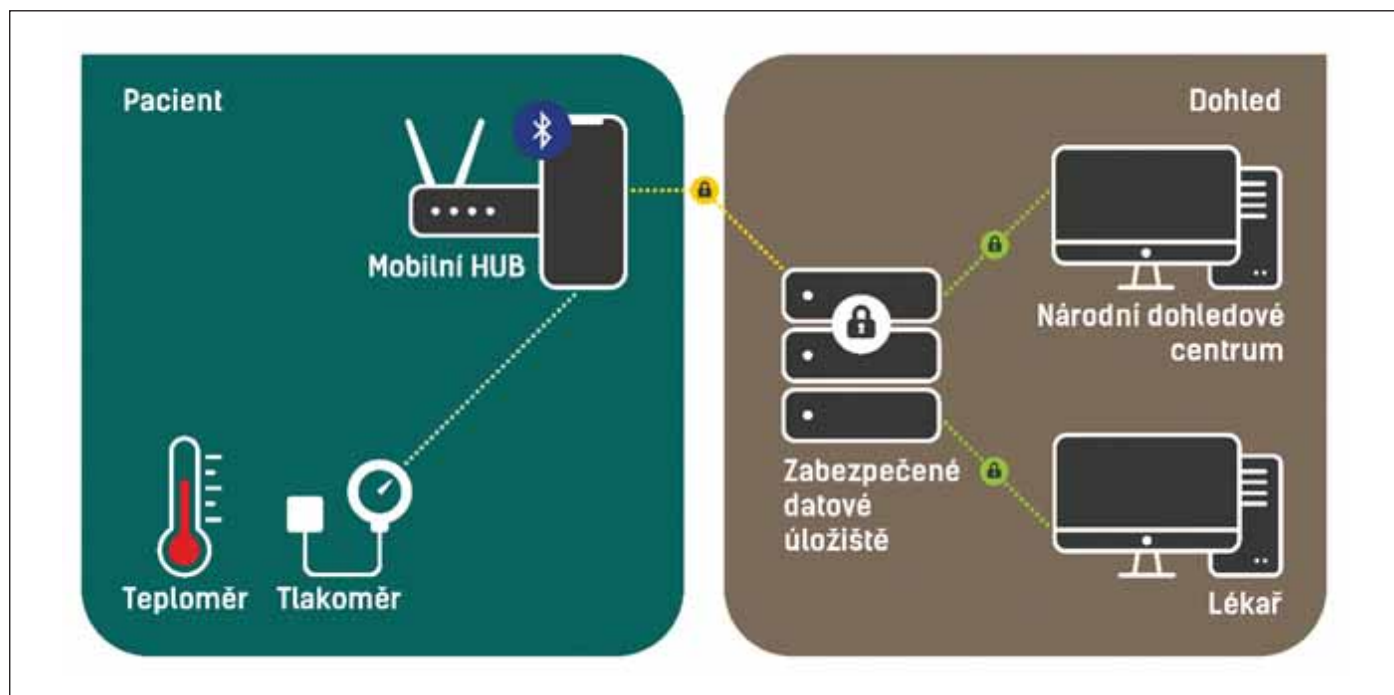 Pacient
Dohled
Mobilní HUB
Národní dohledové
centrum
Zabezpečené
datové
úložiště
Teploměr
Tlakoměr
Lékař